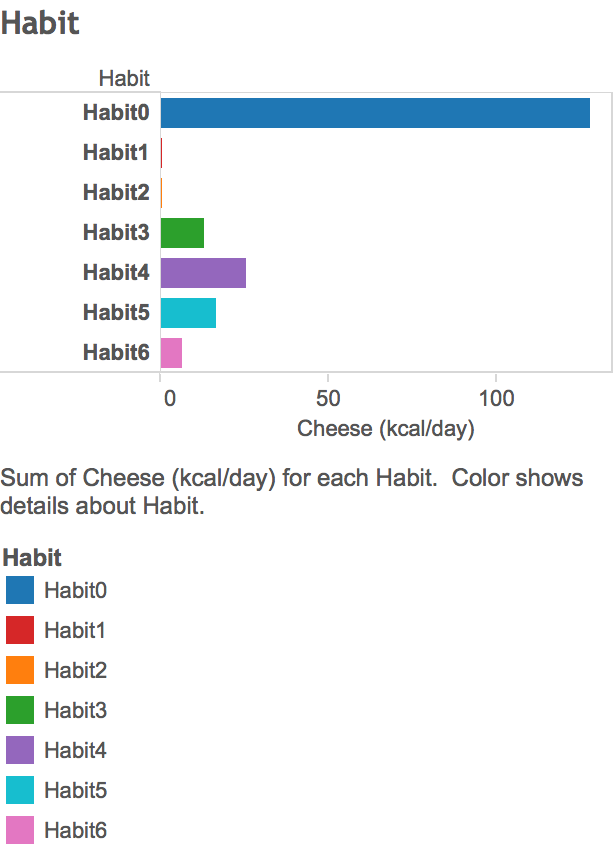 Habit
Habit
Habit0
Habit1
Habit2
Habit3
Habit4
Habit5
Habit6
0 50 100
Cheese (kcal/day)
Sum of Cheese (kcal/day) for each Habit.  Color shows
details about Habit.
Habit
Habit0
Habit1
Habit2
Habit3
Habit4
Habit5
Habit6